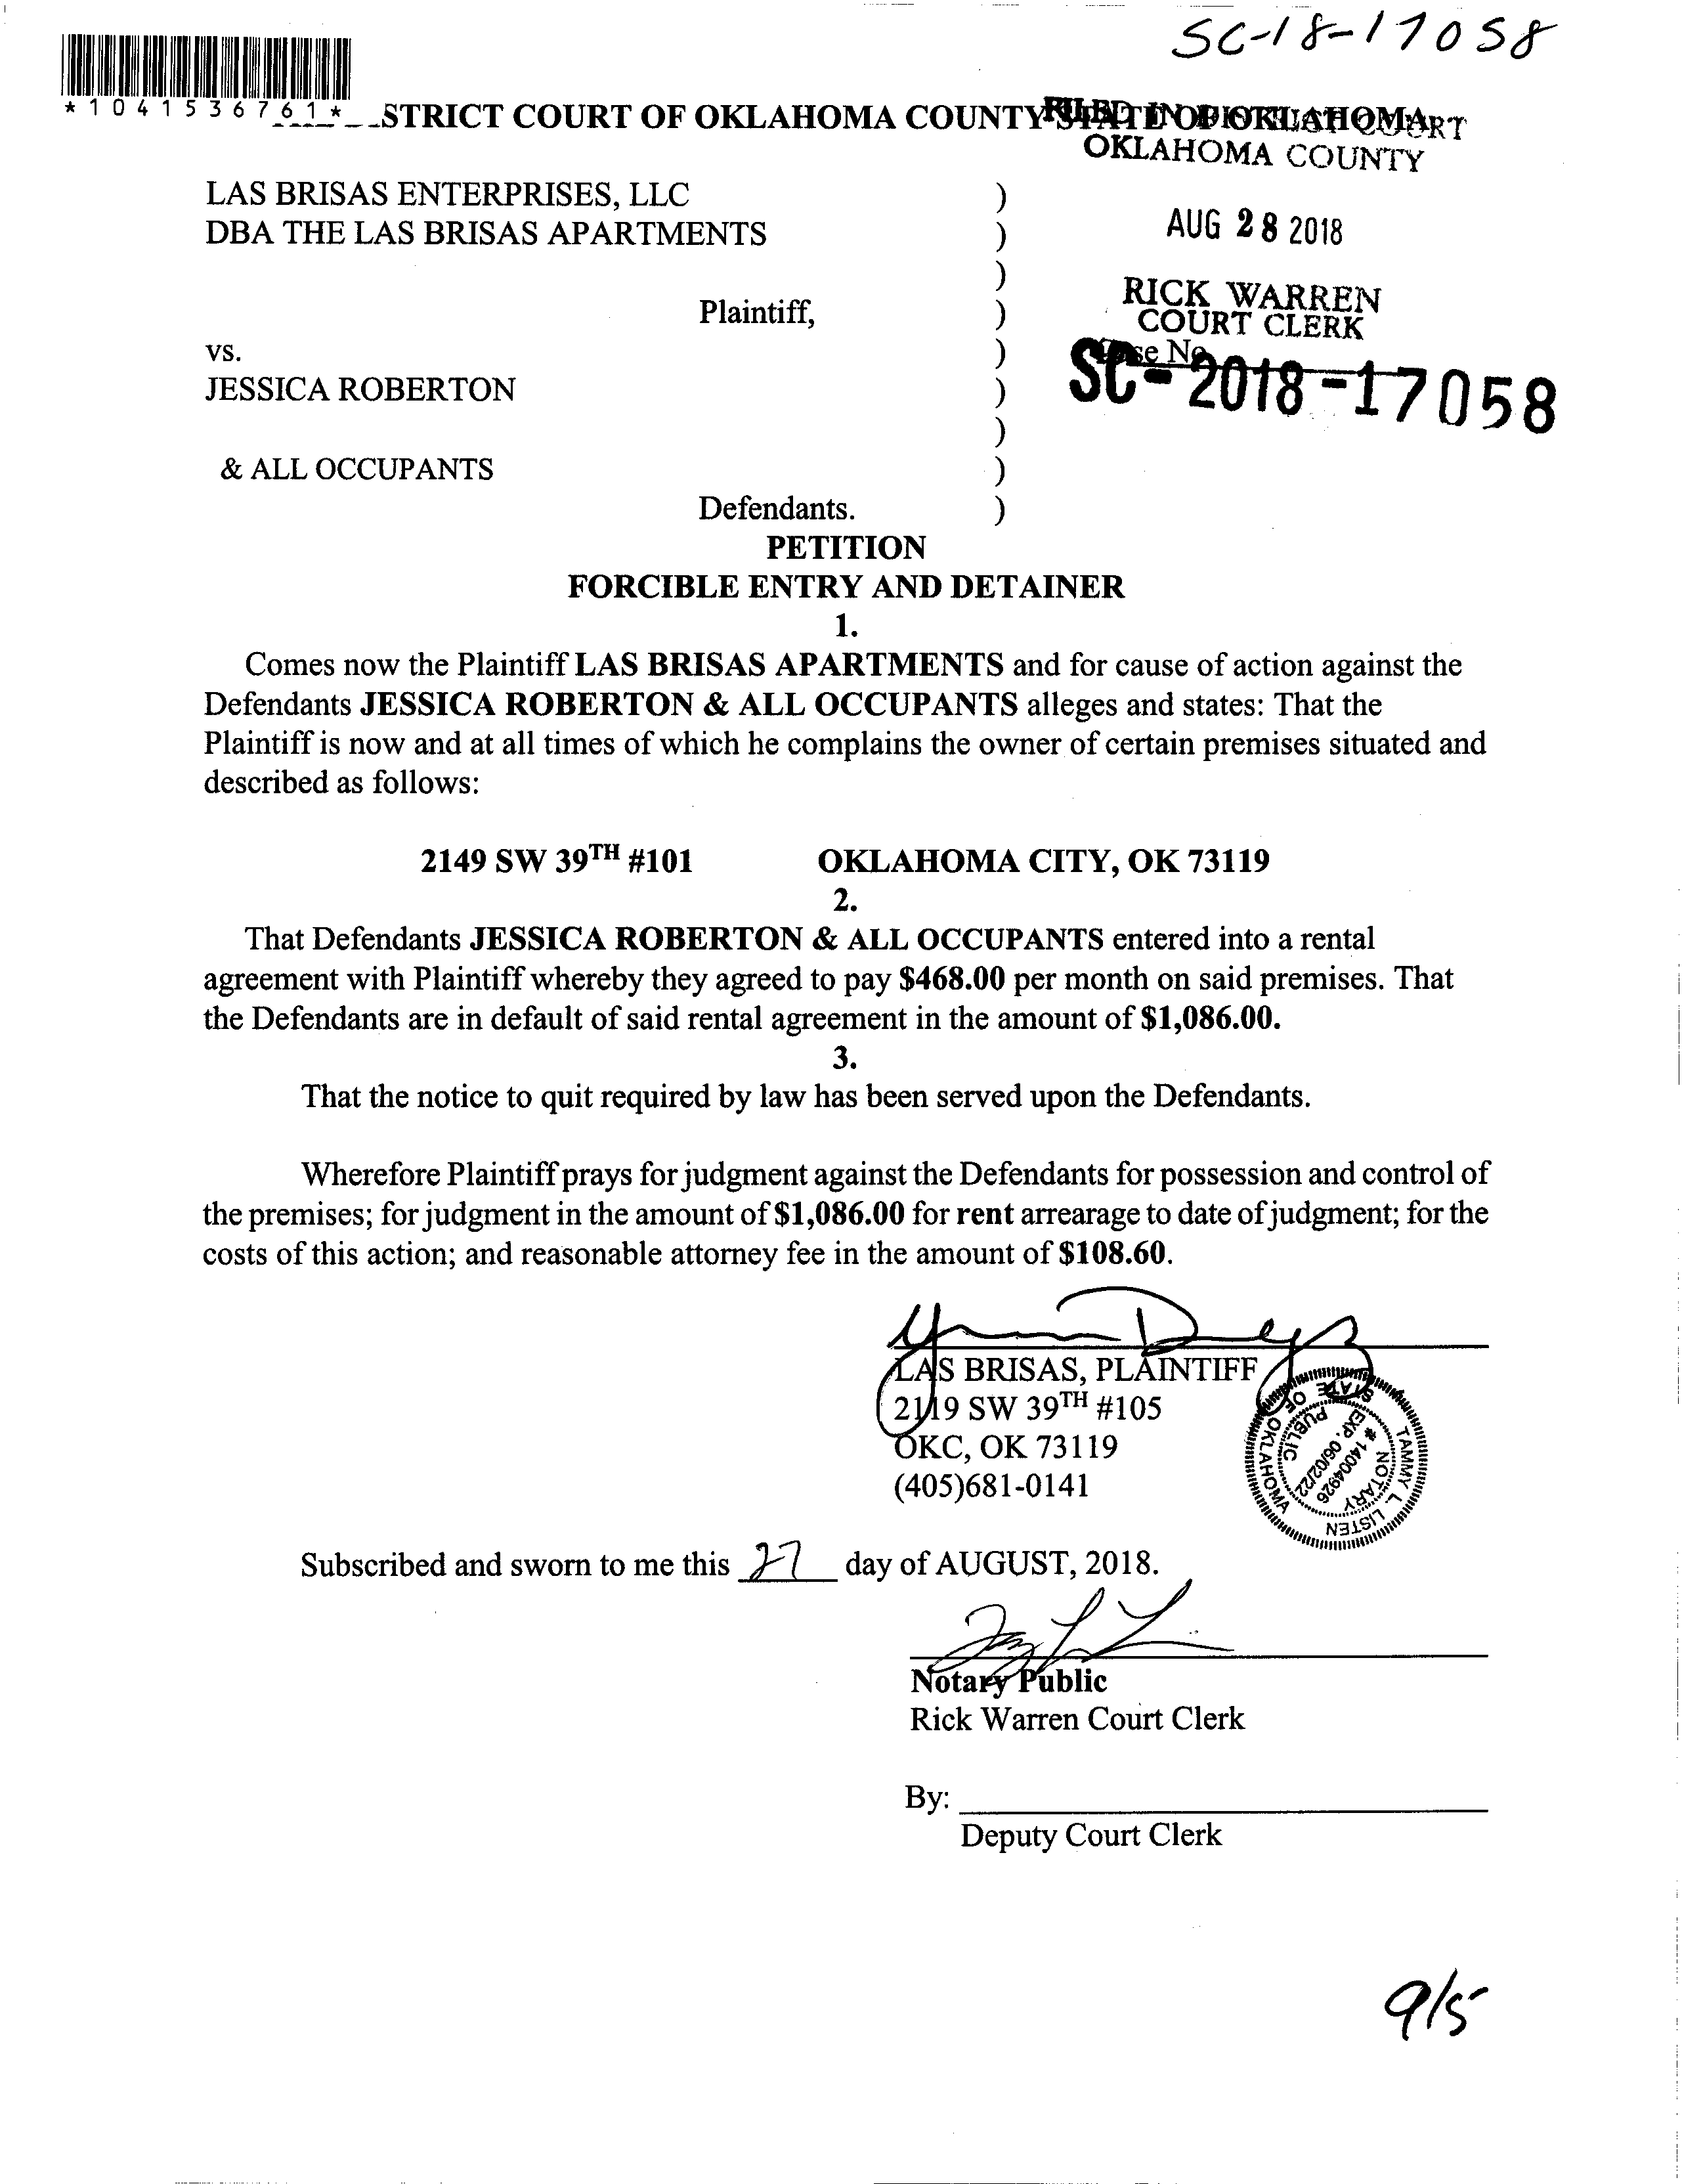 SC-18-17058
*1041536761*
STRICT COURT OF OKLAHOMA COUNTY STATE OF OKLAHOMA
FILED IN DISTRICT COURT
OKLAHOMA COUNTY
LAS BRISAS ENTERPRISES, LLC )
DBA THE LAS BRISAS APARTMENTS )
AUG 28 2018
)
Plaintiff, )
RICK WARREN
COURT CLERK
vs. )
Case No.
SC-2018-17058
JESSICA ROBERTON )
)
& ALL OCCUPANTS )
Defendants. )
PETITION
FORCIBLE ENTRY AND DETAINER
1.
Comes now the Plaintiff LAS BRISAS APARTMENTS and for cause of action against the
Defendants JESSICA ROBERTON & ALL OCCUPANTS alleges and states: That the
Plaintiff is now and at all times of which he complains the owner of certain premises situated and
described as follows:
2149 SW 39TH #101 OKLAHOMA CITY, OK 73119
2.
That Defendants JESSICA ROBERTON & ALL OCCUPANTS entered into a rental
agreement with Plaintiff whereby they agreed to pay $468.00 per month on said premises. That
the Defendants are in default of said rental agreement in the amount of $1,086.00.
3.
That the notice to quit required by law has been served upon the Defendants.
Wherefore Plaintiff prays for judgment against the Defendants for possession and control of
the premises; for judgment in the amount of $1,086.00 for rent arrearage to date of judgment; for the
costs of this action; and reasonable attorney fee in the amount of $108.60.
LAS BRISAS, PLAINTIFF
2119 SW 39TH #105
OKC, OK 73119
(405)681-0141
TAMMY L. LISTEN
STATE OF OKLAHOMA
NOTARY PUBLIC
# 14004926
EXP. 06/02/22
Subscribed and sworn to me this 27 day of AUGUST, 2018.
Notary Public
Rick Warren Court Clerk
By:
Deputy Court Clerk
9/5